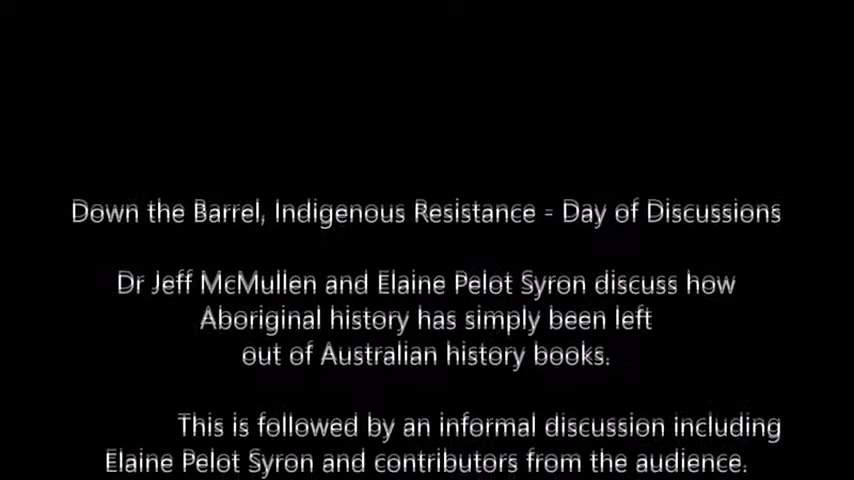 Down the Barrel, Indigenous Resistance - Day of Discussions
Dr Jeff McMullen and Elaine Pelot Syron discuss how
Aboriginal history has simply been left
out of Australian history books.
This is followed by an informal discussion including
Elaine Pelot Syron and contributors from the audience.